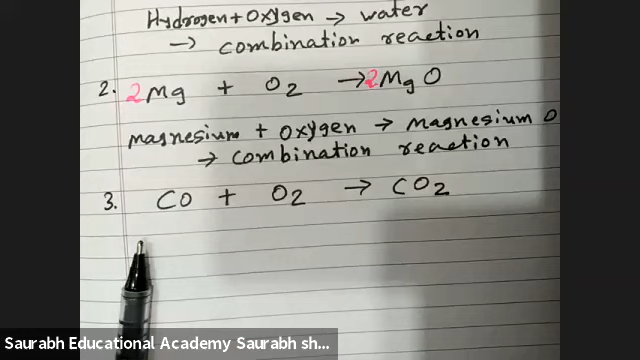 Hydrogen + Oxygen → water
→ combination reaction
2. 2Mg + O2 → 2MgO
magnesium + oxygen → magnesium O
→ combination reaction
3. CO + O2 → CO2
Saurabh Educational Academy Saurabh sh...